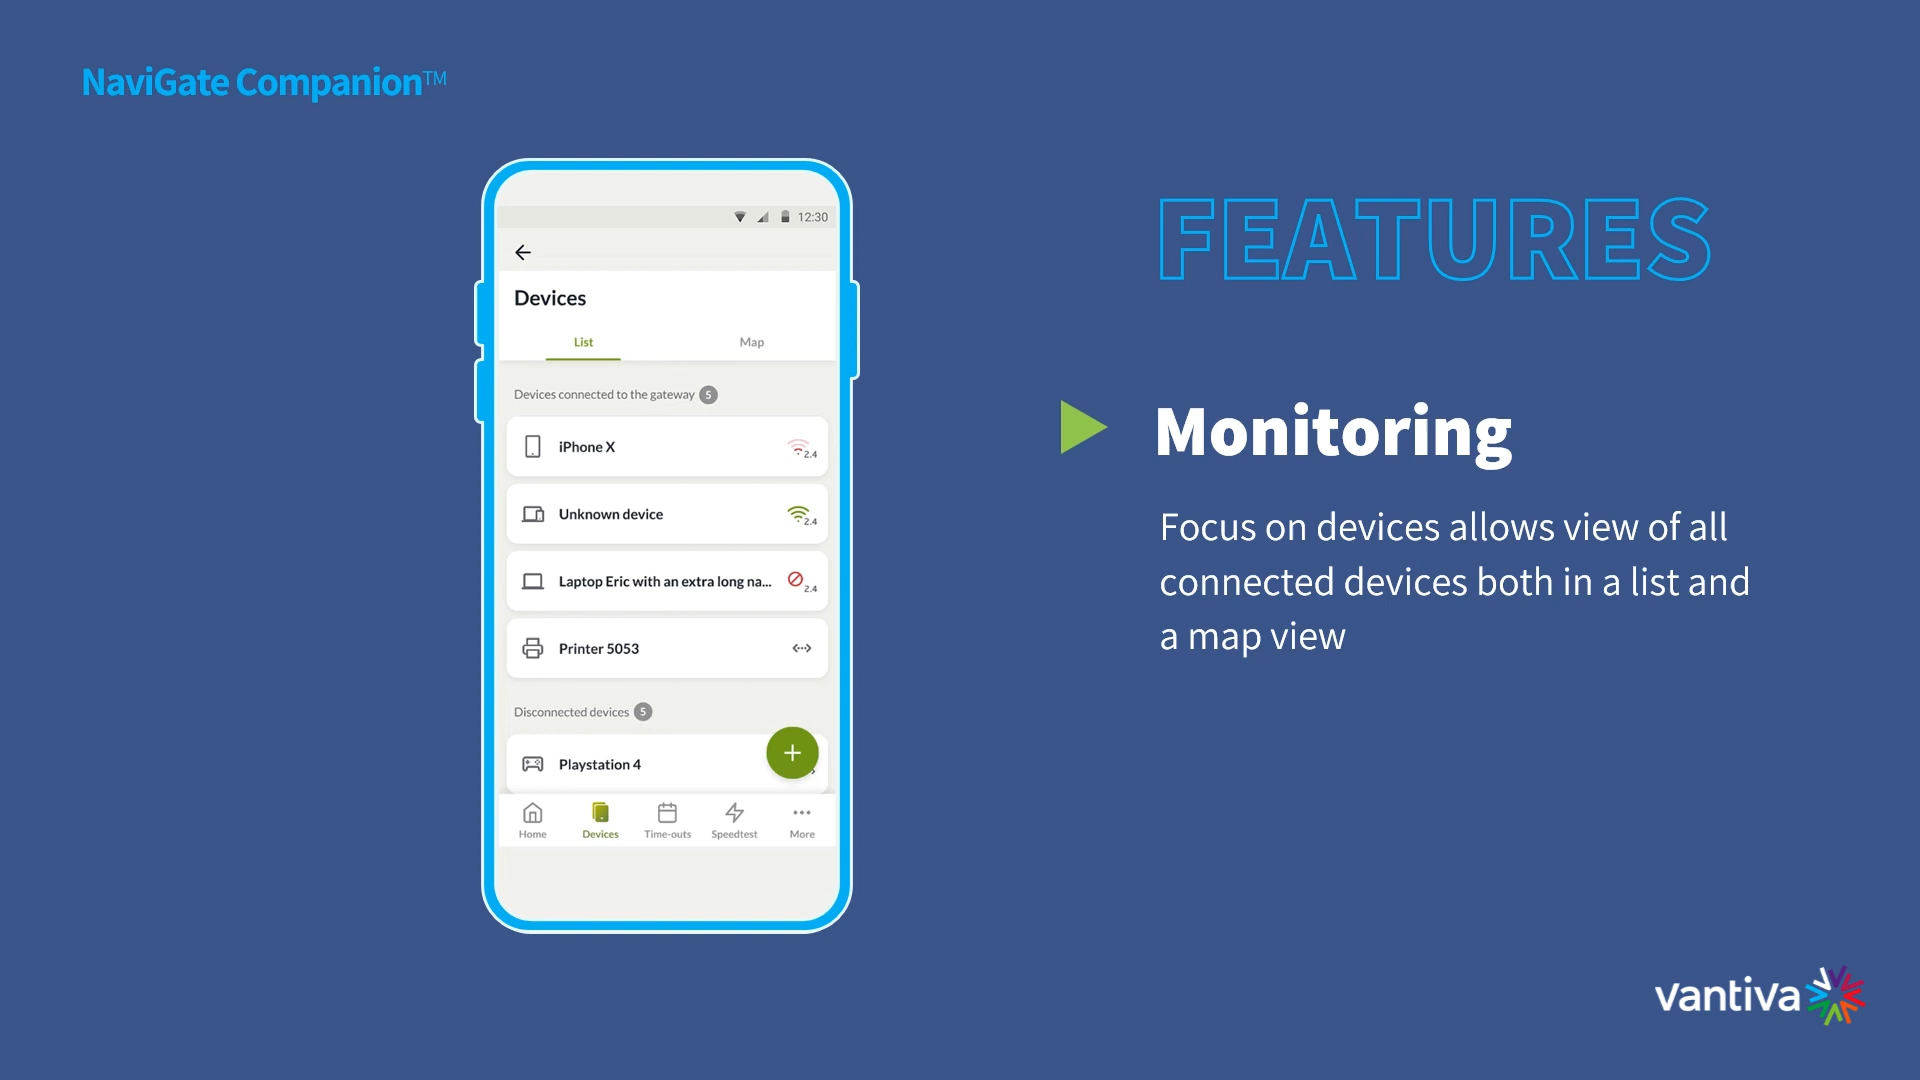 NaviGate Companion™
12:30
Devices
List
Map
Devices connected to the gateway 5
iPhone X
2.4
Unknown device
2.4
Laptop Eric with an extra long na...
2.4
Printer 5053
Disconnected devices 5
Playstation 4
+
Home
Devices
Time-outs
Speedtest
More
FEATURES
Monitoring
Focus on devices allows view of all
connected devices both in a list and
a map view
vantiva